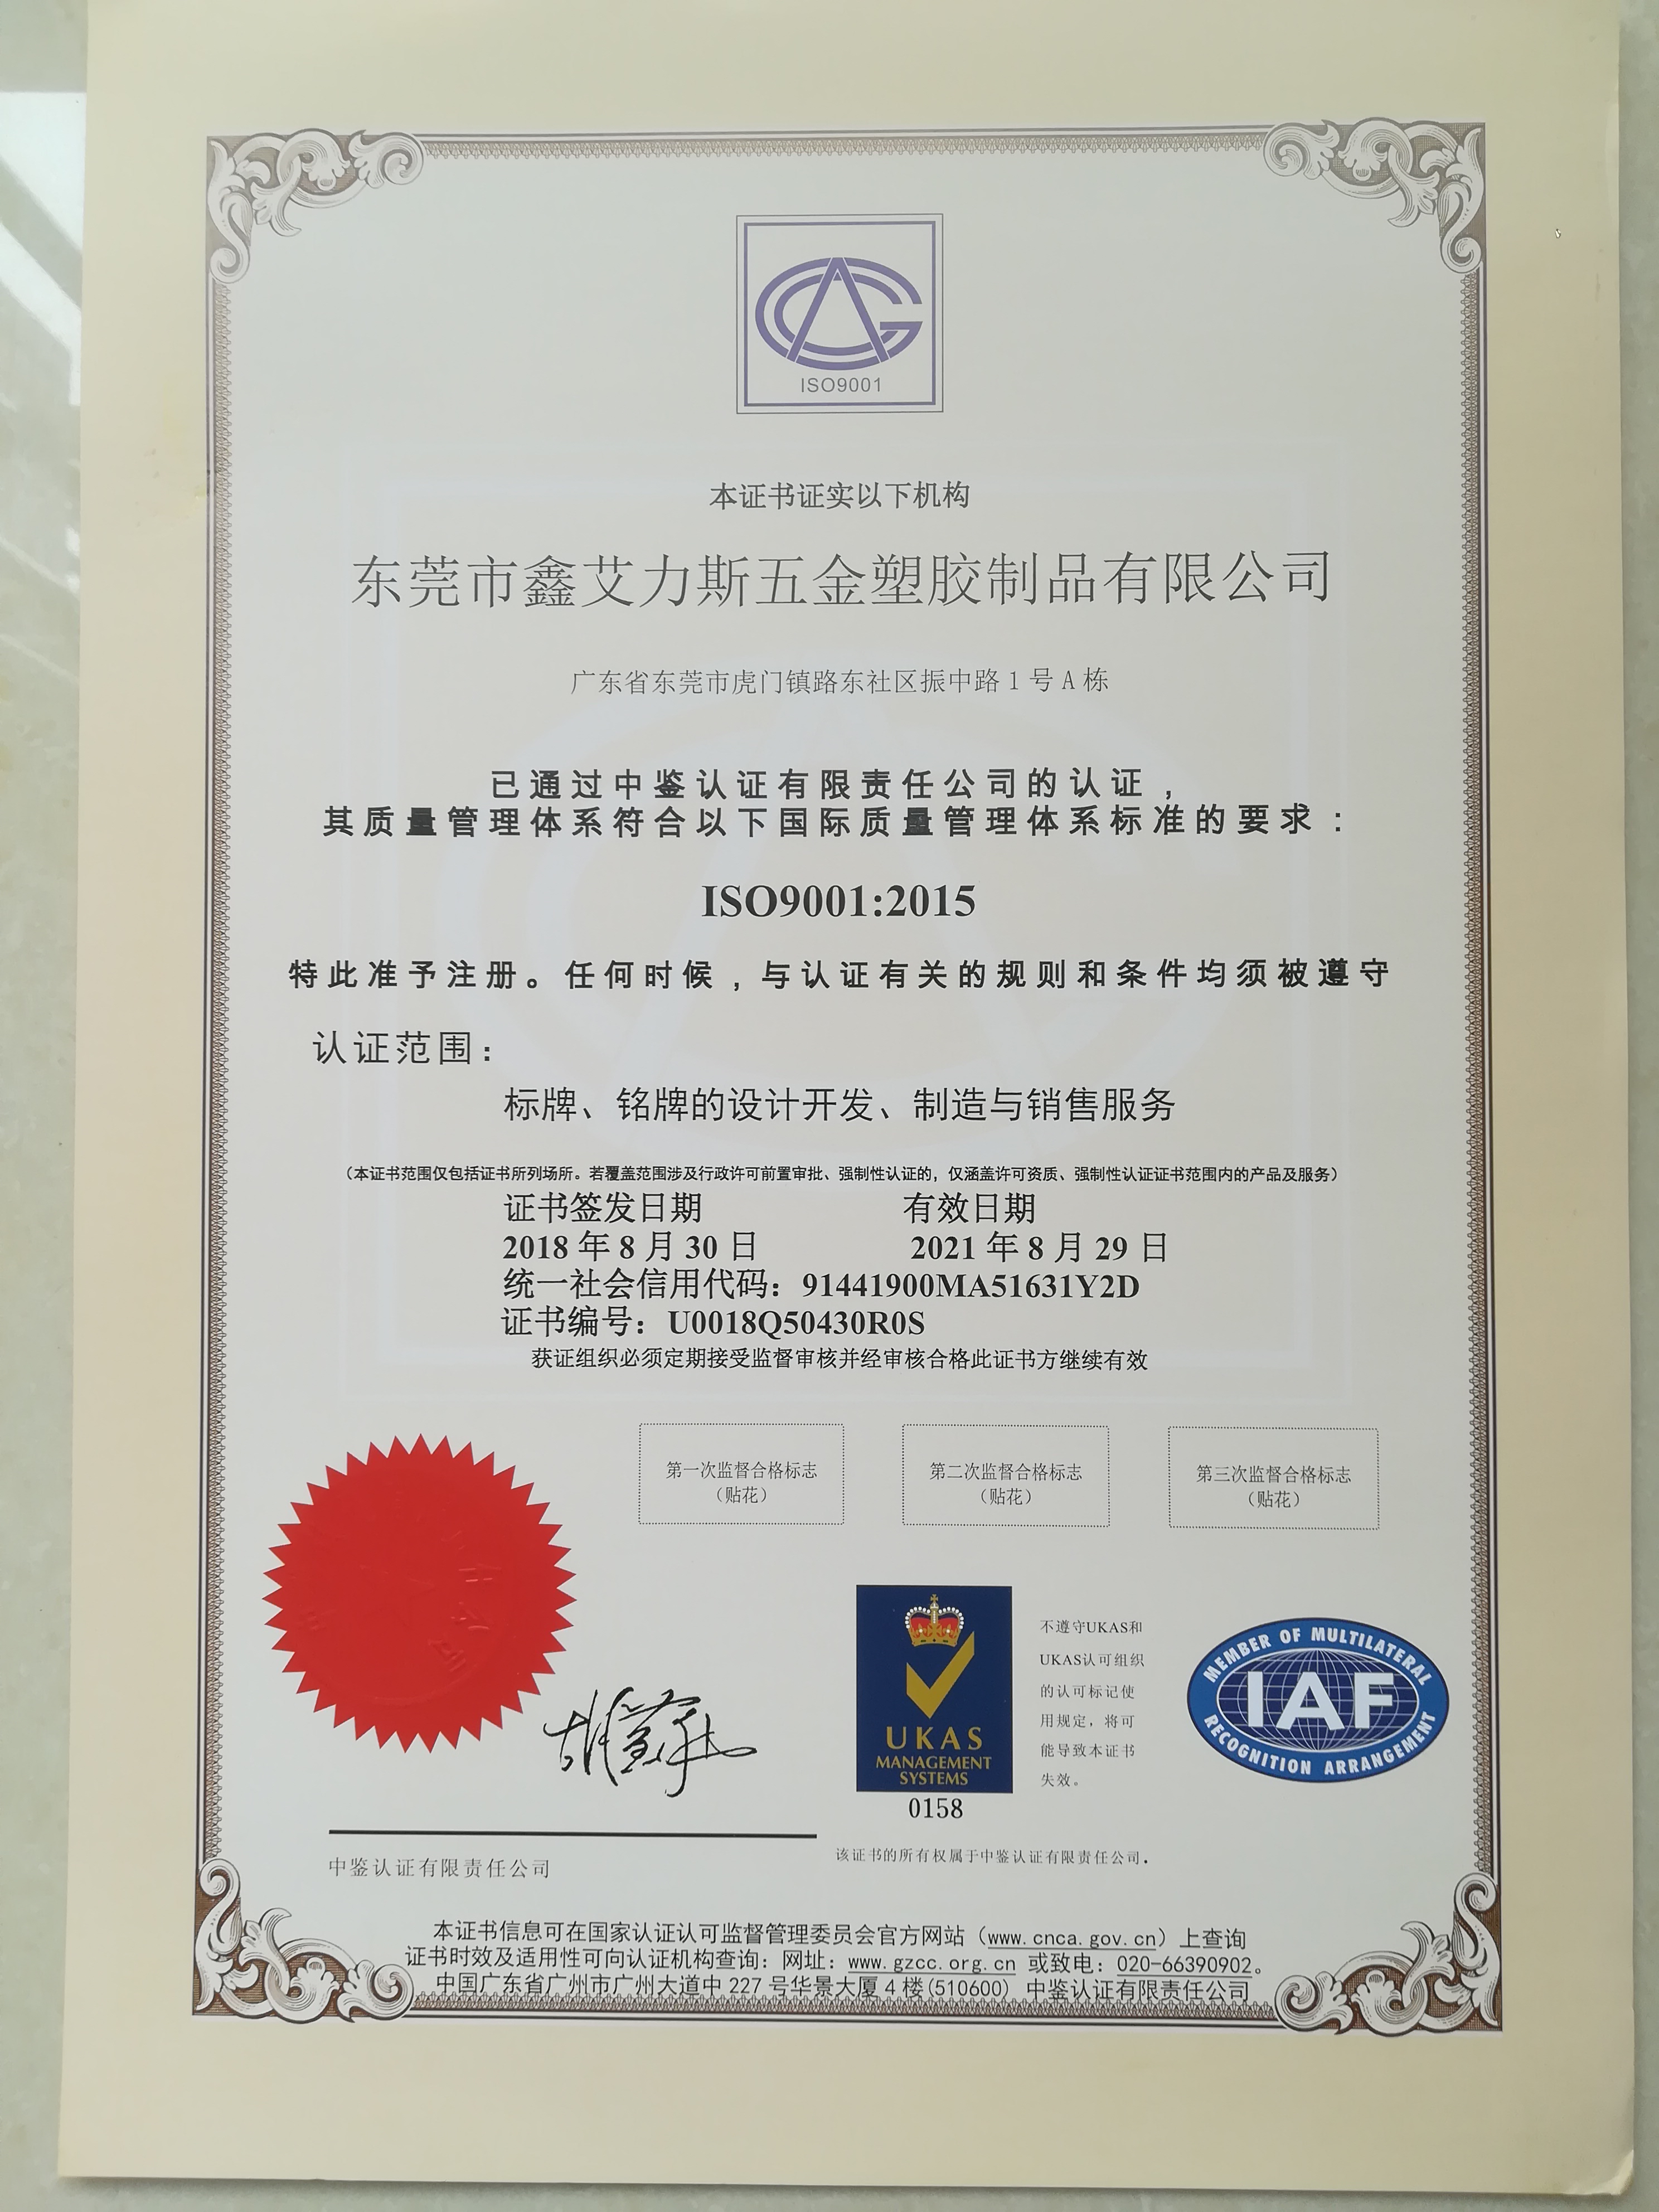 ISO9001
本证书证实以下机构
东莞市鑫艾力斯五金塑胶制品有限公司
广东省东莞市虎门镇路东社区振中路 1 号 A 栋
已通过中鉴认证有限责任公司的认证，
其质量管理体系符合以下国际质量管理体系标准的要求：
ISO9001:2015
特此准予注册。任何时候，与认证有关的规则和条件均须被遵守
认证范围：
标牌、铭牌的设计开发、制造与销售服务
（本证书范围仅包括证书所列场所。若覆盖范围涉及行政许可前置审批、强制性认证的，仅涵盖许可资质、强制性认证证书范围内的产品及服务）
证书签发日期 有效日期
2018 年 8 月 30 日 2021 年 8 月 29 日
统一社会信用代码：91441900MA51631Y2D
证书编号：U0018Q50430R0S
获证组织必须定期接受监督审核并经审核合格此证书方继续有效
第一次监督合格标志
（贴花）
第二次监督合格标志
（贴花）
第三次监督合格标志
（贴花）
UKAS
MANAGEMENT
SYSTEMS
0158
不遵守UKAS和
UKAS认可组织
的认可标记使
用规定，将可
能导致本证书
失效。
MEMBER OF MULTILATERAL
IAF
RECOGNITION ARRANGEMENT
中鉴认证有限责任公司
该证书的所有权属于中鉴认证有限责任公司.
本证书信息可在国家认证认可监督管理委员会官方网站（www.cnca.gov.cn）上查询
证书时效及适用性可向认证机构查询：网址：www.gzcc.org.cn 或致电：020-66390902。
中国广东省广州市广州大道中 227 号华景大厦 4 楼(510600) 中鉴认证有限责任公司